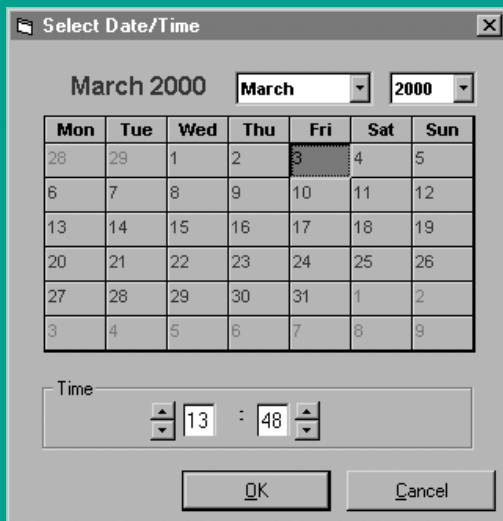 Select Date/Time
March 2000 March 2000
Mon Tue Wed Thu Fri Sat Sun
28 29 1 2 3 4 5
6 7 8 9 10 11 12
13 14 15 16 17 18 19
20 21 22 23 24 25 26
27 28 29 30 31 1 2
3 4 5 6 7 8 9
Time
13 : 48
OK Cancel